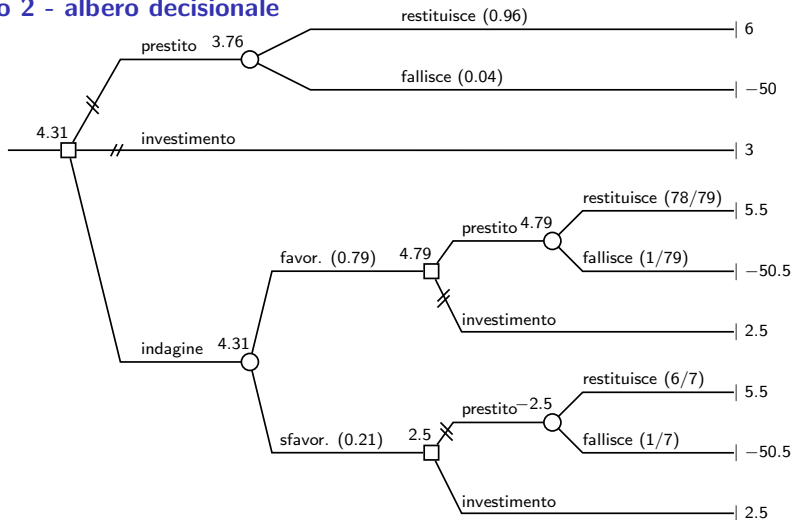 o 2 - albero decisionale
restituisce (0.96)
6
prestito 3.76
fallisce (0.04)
−50
4.31
investimento
3
restituisce (78/79)
5.5
prestito 4.79
favor. (0.79) 4.79
fallisce (1/79)
−50.5
investimento
2.5
indagine 4.31
restituisce (6/7)
5.5
prestito −2.5
sfavor. (0.21) 2.5
fallisce (1/7)
−50.5
investimento
2.5